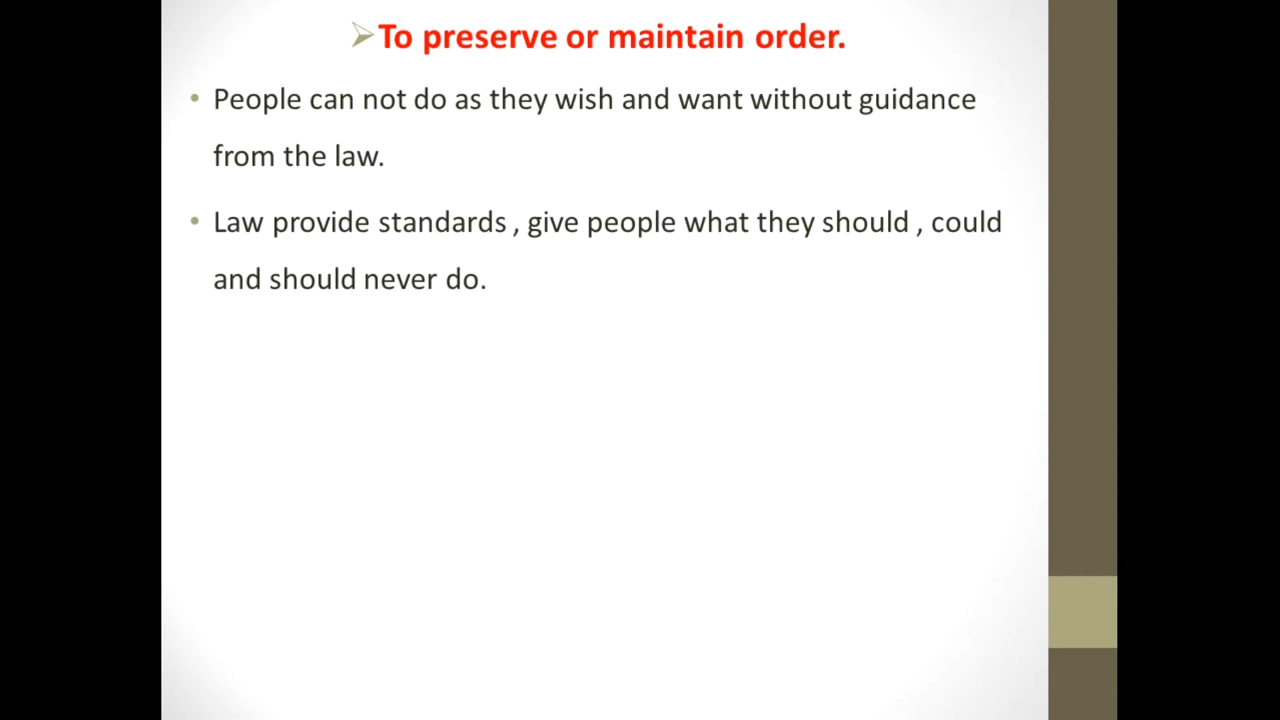 To preserve or maintain order.
• People can not do as they wish and want without guidance
from the law.
• Law provide standards , give people what they should , could
and should never do.